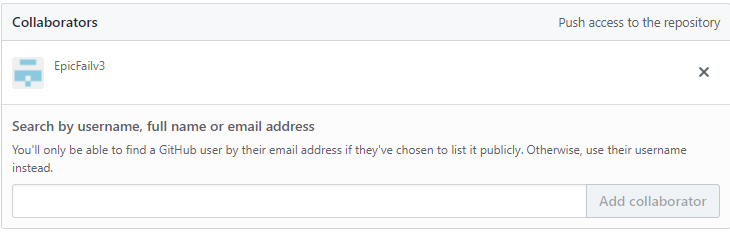 Collaborators
Push access to the repository
EpicFailv3
Search by username, full name or email address
You'll only be able to find a GitHub user by their email address if they've chosen to list it publicly. Otherwise, use their username
instead.
Add collaborator